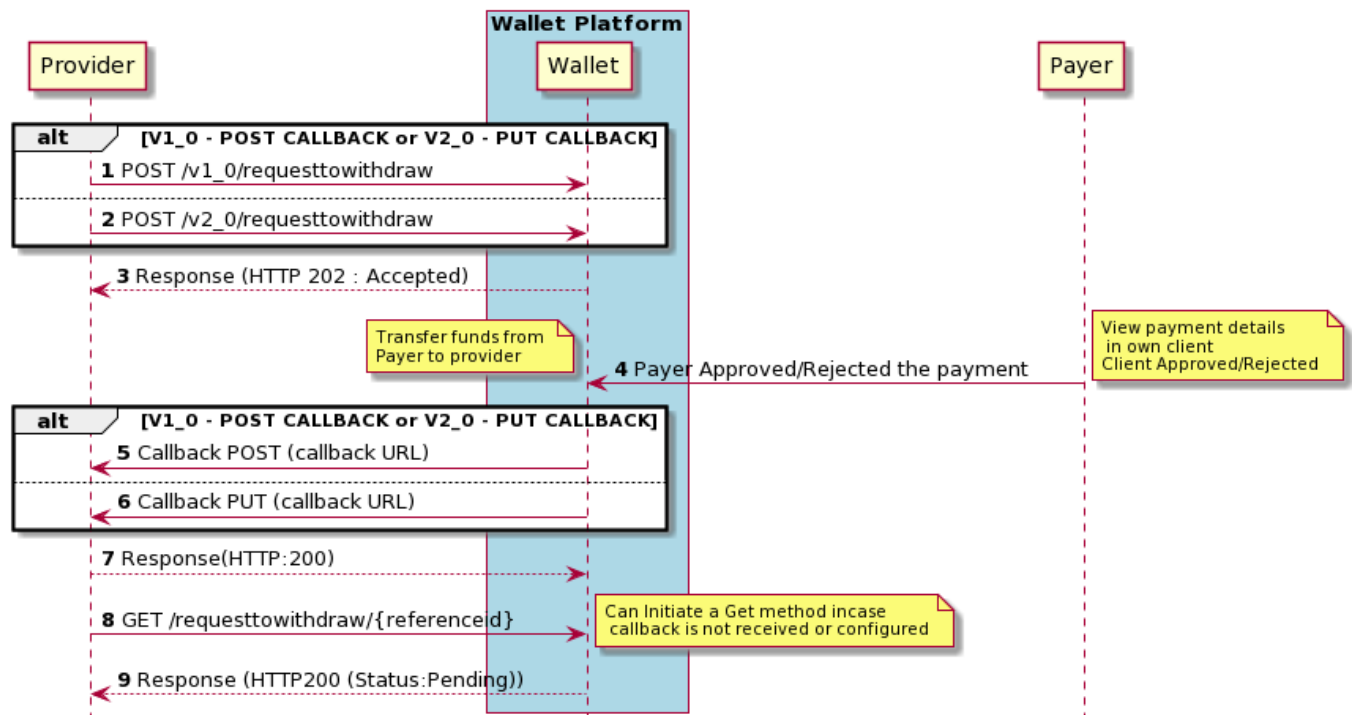 Wallet Platform
Provider
Wallet
Payer
alt
[V1_0 - POST CALLBACK or V2_0 - PUT CALLBACK]
1 POST /v1_0/requesttowithdraw
2 POST /v2_0/requesttowithdraw
3 Response (HTTP 202 : Accepted)
Transfer funds from
Payer to provider
View payment details
in own client
Client Approved/Rejected
4 Payer Approved/Rejected the payment
alt
[V1_0 - POST CALLBACK or V2_0 - PUT CALLBACK]
5 Callback POST (callback URL)
6 Callback PUT (callback URL)
7 Response(HTTP:200)
8 GET /requesttowithdraw/{referenceid}
Can Initiate a Get method incase
callback is not received or configured
9 Response (HTTP200 (Status:Pending))